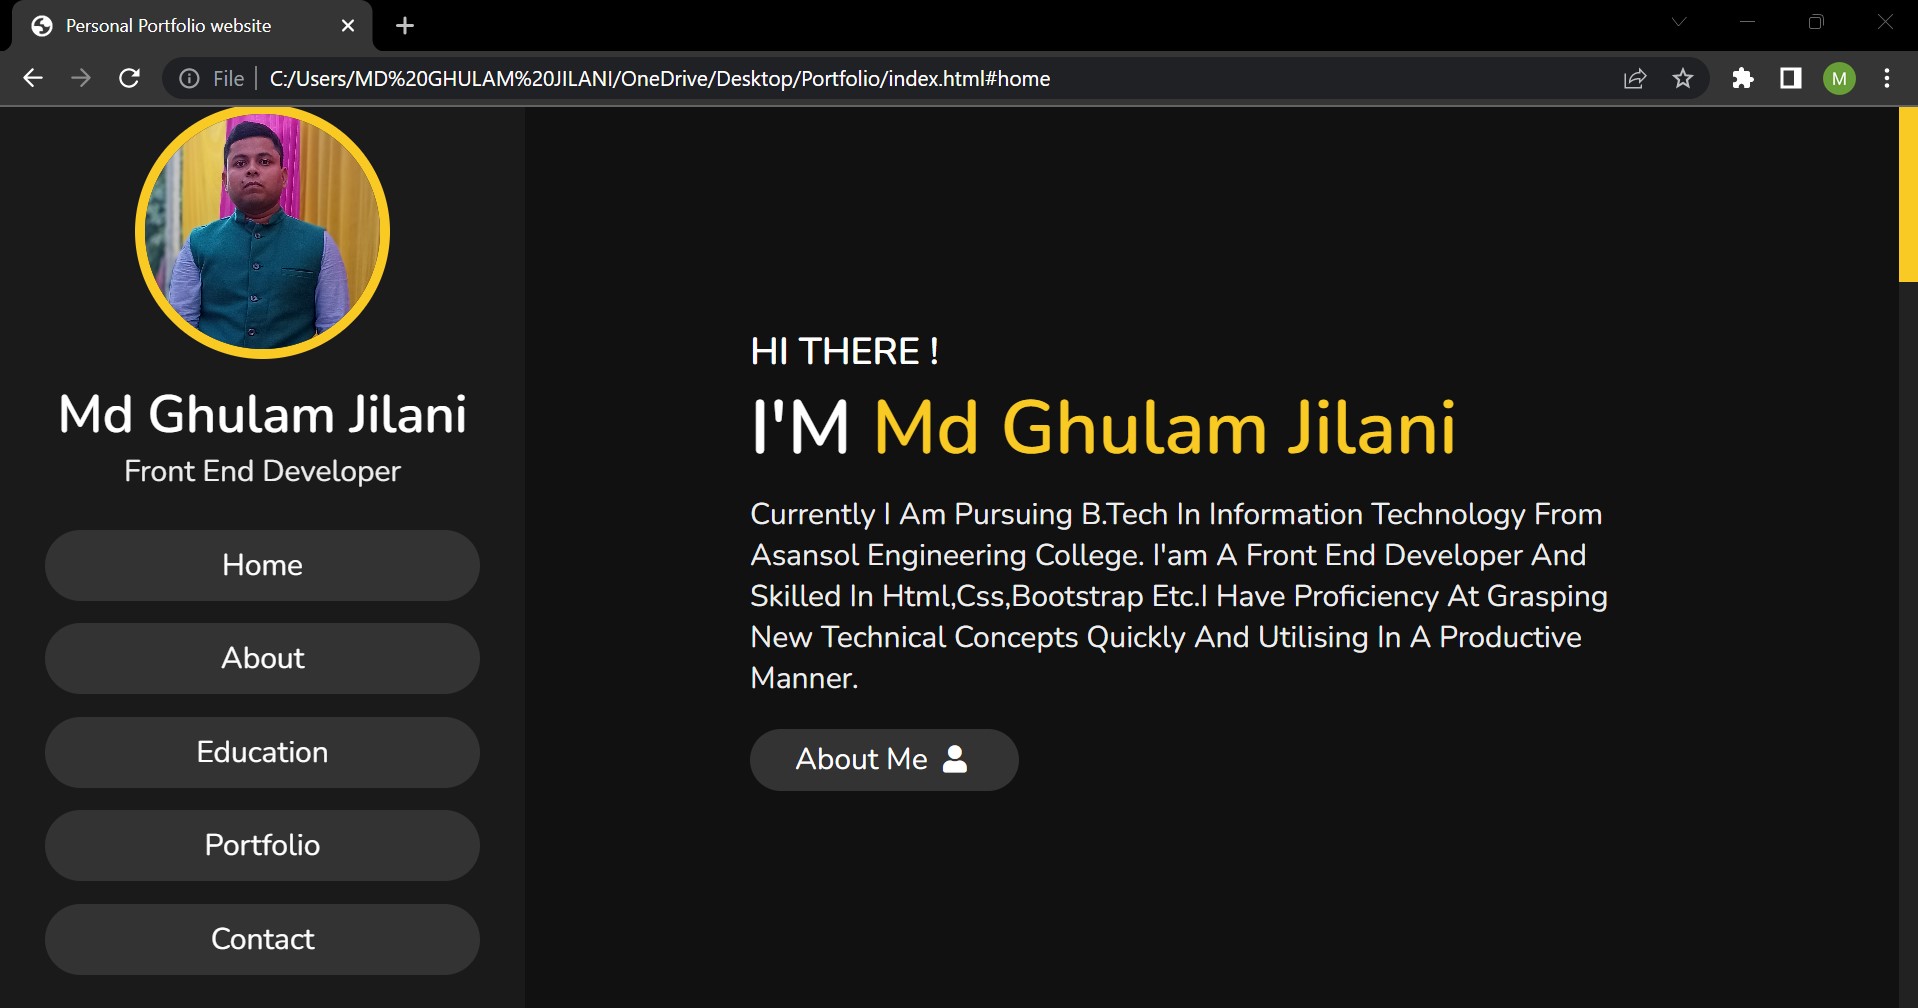 Personal Portfolio website
File
C:/Users/MD%20GHULAM%20JILANI/OneDrive/Desktop/Portfolio/index.html#home
M
Md Ghulam Jilani
Front End Developer
Home
About
Education
Portfolio
Contact
HI THERE !
I'M Md Ghulam Jilani
Currently I Am Pursuing B.Tech In Information Technology From
Asansol Engineering College. I'am A Front End Developer And
Skilled In Html,Css,Bootstrap Etc.I Have Proficiency At Grasping
New Technical Concepts Quickly And Utilising In A Productive
Manner.
About Me